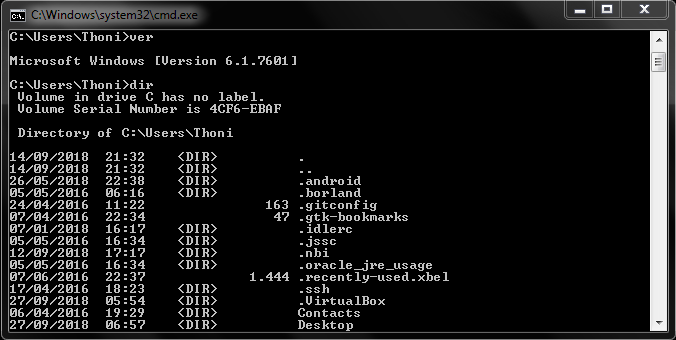 C:\Windows\system32\cmd.exe
C:\Users\Thoni>ver
Microsoft Windows [Version 6.1.7601]
C:\Users\Thoni>dir
Volume in drive C has no label.
Volume Serial Number is 4CF6-EBAF
Directory of C:\Users\Thoni
14/09/2018  21:32    <DIR>          .
14/09/2018  21:32    <DIR>          ..
26/05/2018  22:38    <DIR>          .android
05/05/2016  06:16    <DIR>          .borland
24/04/2016  11:22               163 .gitconfig
07/04/2016  22:34                47 .gtk-bookmarks
07/01/2018  16:17    <DIR>          .idlerc
05/05/2016  16:34    <DIR>          .jssc
12/09/2018  17:17    <DIR>          .nbi
05/05/2016  16:34    <DIR>          .oracle_jre_usage
07/06/2016  22:37             1.444 .recently-used.xbel
17/04/2016  18:23    <DIR>          .ssh
27/09/2018  05:54    <DIR>          .VirtualBox
06/04/2016  19:29    <DIR>          Contacts
27/09/2018  06:57    <DIR>          Desktop